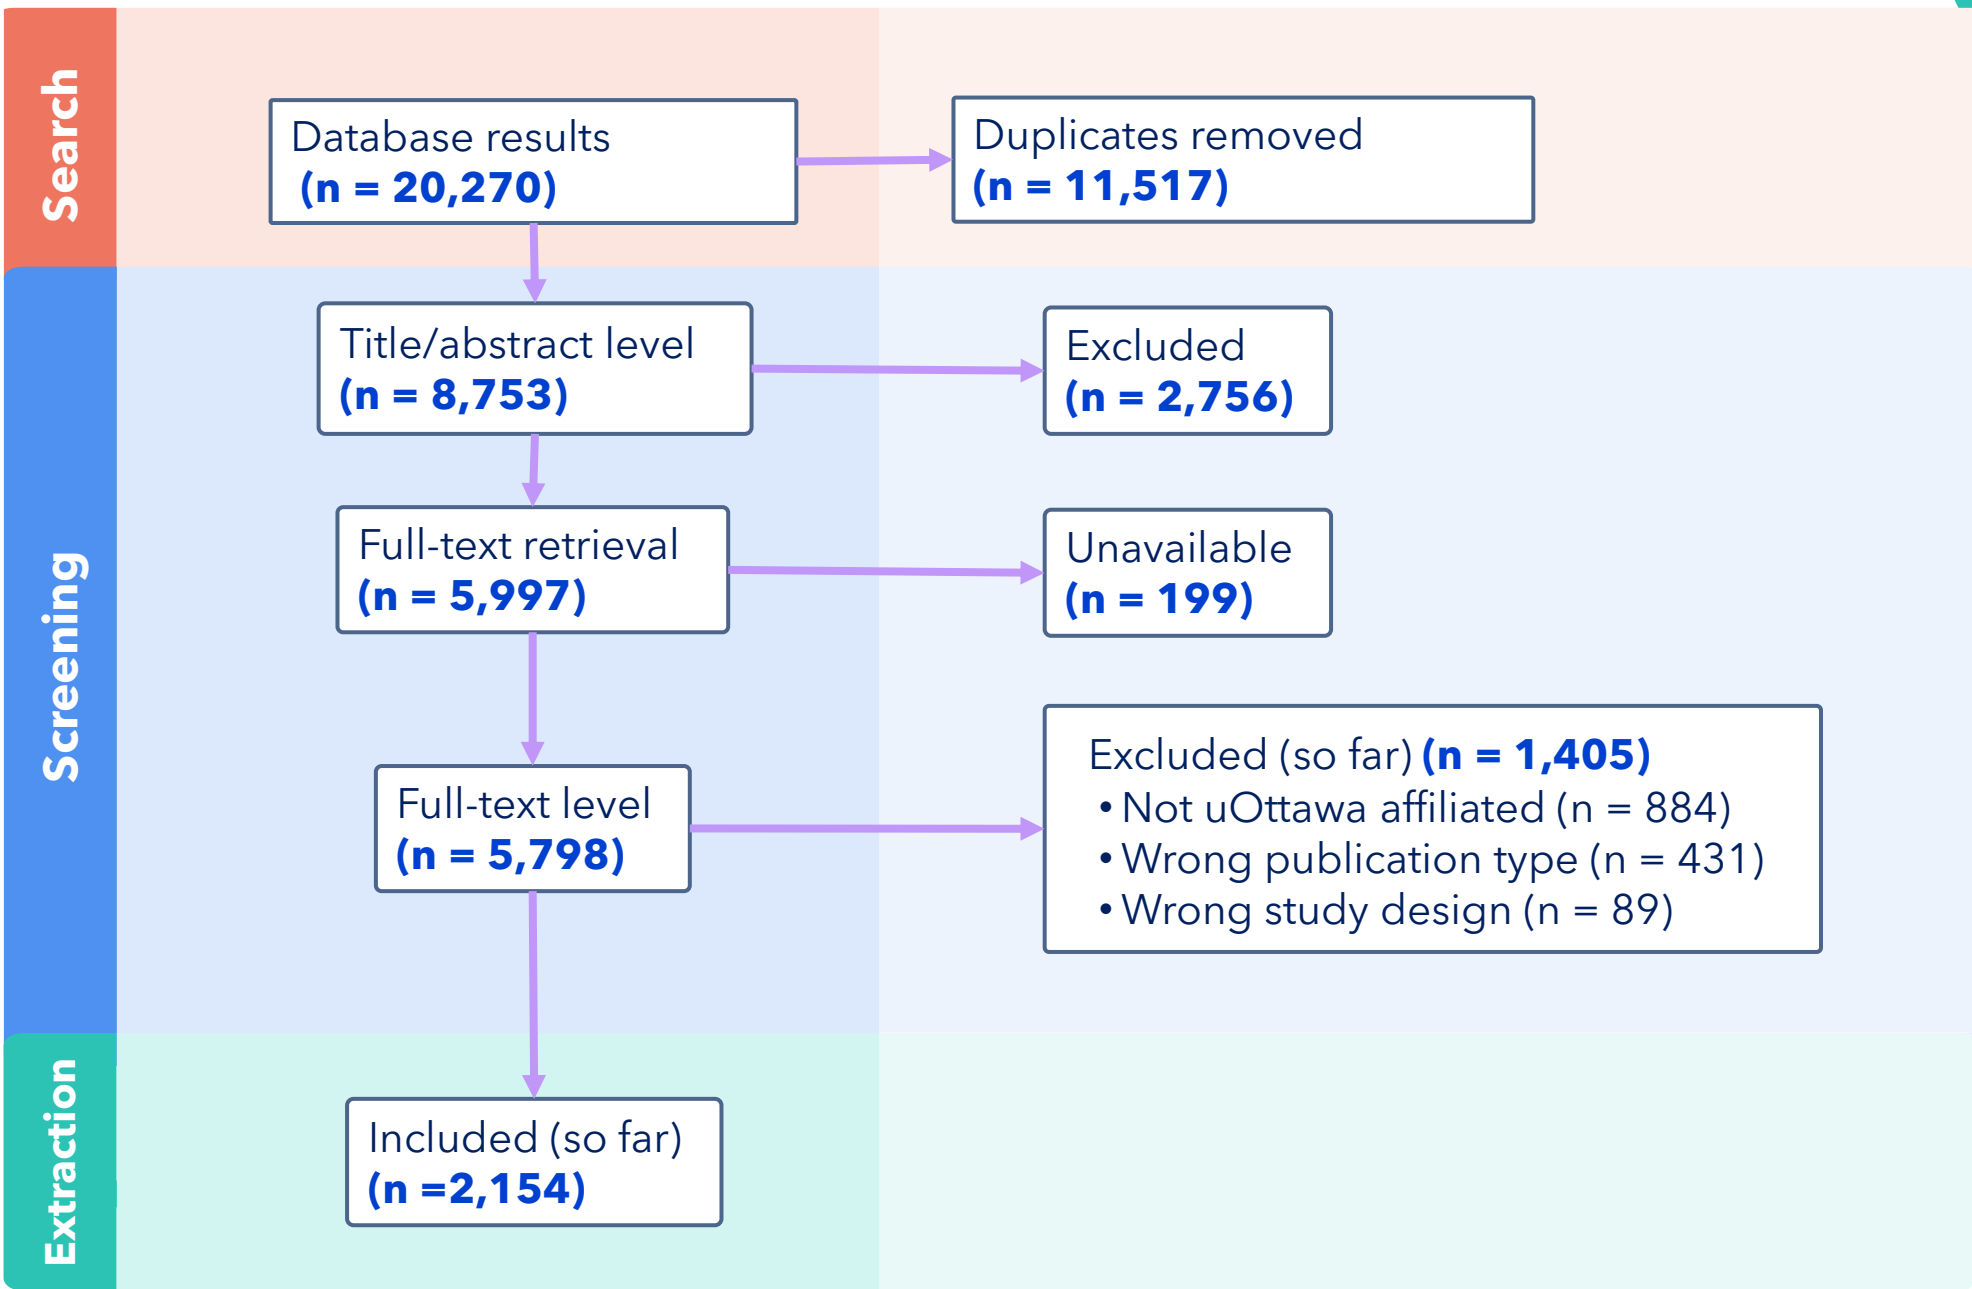 Search
Database results
(n = 20,270)
Duplicates removed
(n = 11,517)
Screening
Title/abstract level
(n = 8,753)
Excluded
(n = 2,756)
Full-text retrieval
(n = 5,997)
Unavailable
(n = 199)
Full-text level
(n = 5,798)
Excluded (so far) (n = 1,405)
• Not uOttawa affiliated (n = 884)
• Wrong publication type (n = 431)
• Wrong study design (n = 89)
Extraction
Included (so far)
(n =2,154)